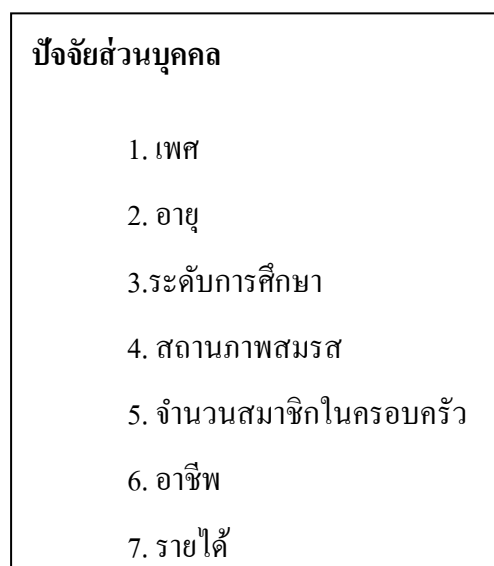 ปัจจัยส่วนบุคคล
1. เพศ
2. อายุ
3.ระดับการศึกษา
4. สถานภาพสมรส
5. จำนวนสมาชิกในครอบครัว
6. อาชีพ
7. รายได้